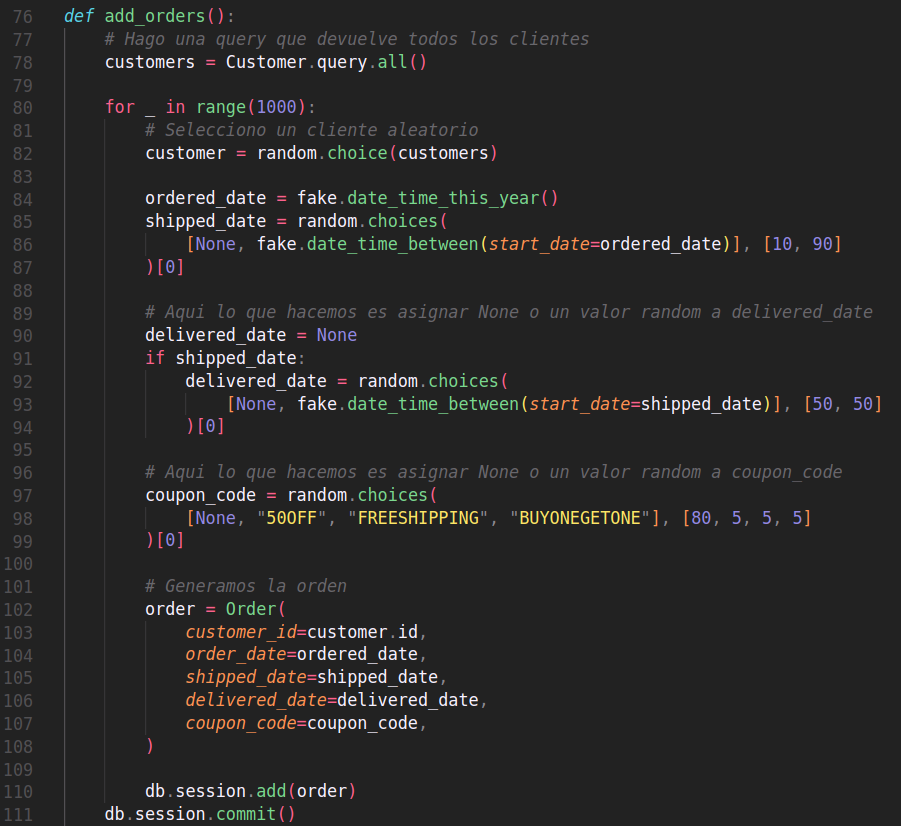 76 def add_orders():
77 # Hago una query que devuelve todos los clientes
78 customers = Customer.query.all()
79
80 for _ in range(1000):
81 # Selecciono un cliente aleatorio
82 customer = random.choice(customers)
83
84 ordered_date = fake.date_time_this_year()
85 shipped_date = random.choices(
86 [None, fake.date_time_between(start_date=ordered_date)], [10, 90]
87 )[0]
88
89 # Aqui lo que hacemos es asignar None o un valor random a delivered_date
90 delivered_date = None
91 if shipped_date:
92 delivered_date = random.choices(
93 [None, fake.date_time_between(start_date=shipped_date)], [50, 50]
94 )[0]
95
96 # Aqui lo que hacemos es asignar None o un valor random a coupon_code
97 coupon_code = random.choices(
98 [None, "50OFF", "FREESHIPPING", "BUYONEGETONE"], [80, 5, 5, 5]
99 )[0]
100
101 # Generamos la orden
102 order = Order(
103 customer_id=customer.id,
104 order_date=ordered_date,
105 shipped_date=shipped_date,
106 delivered_date=delivered_date,
107 coupon_code=coupon_code,
108 )
109
110 db.session.add(order)
111 db.session.commit()